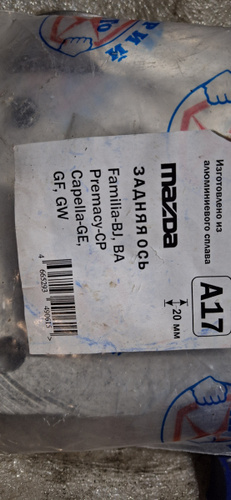 Изготовлено из
алюминиевого сплава
A17
20 мм
mazda
ЗАДНЯЯ ОСЬ
Familia-BJ, BA
Premacy-CP
Capella-GE,
GF, GW